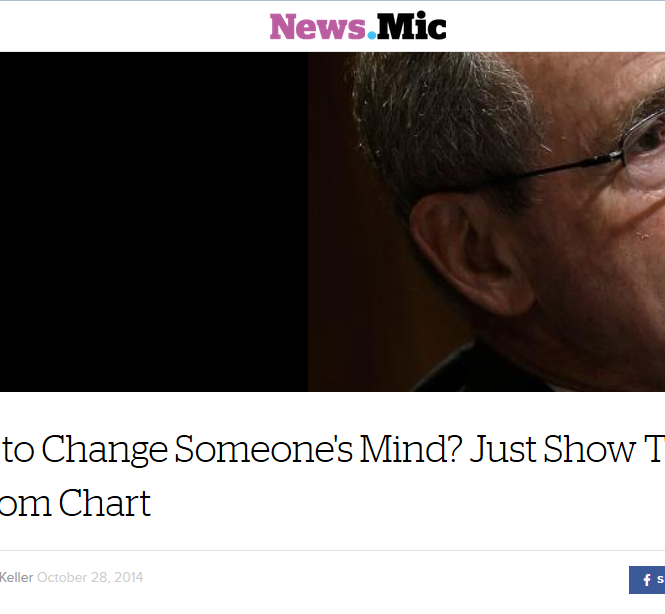 News.Mic
to Change Someone's Mind? Just Show T
om Chart
Keller October 28, 2014
f S